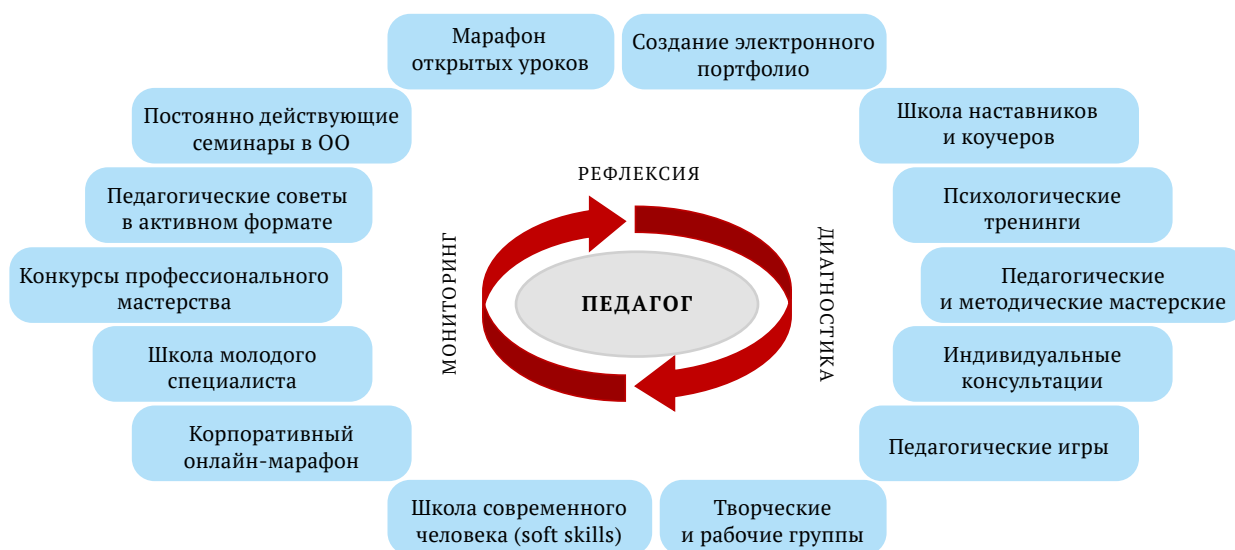 Марафон
открытых уроков
Создание электронного
портфолио
Постоянно действующие
семинары в ОО
Школа наставников
и коучеров
РЕФЛЕКСИЯ
Педагогические советы
в активном формате
Психологические
тренинги
МОНИТОРИНГ
ДИАГНОСТИКА
Конкурсы профессионального
мастерства
ПЕДАГОГ
Педагогические
и методические мастерские
Школа молодого
специалиста
Индивидуальные
консультации
Корпоративный
онлайн-марафон
Педагогические игры
Школа современного
человека (soft skills)
Творческие
и рабочие группы